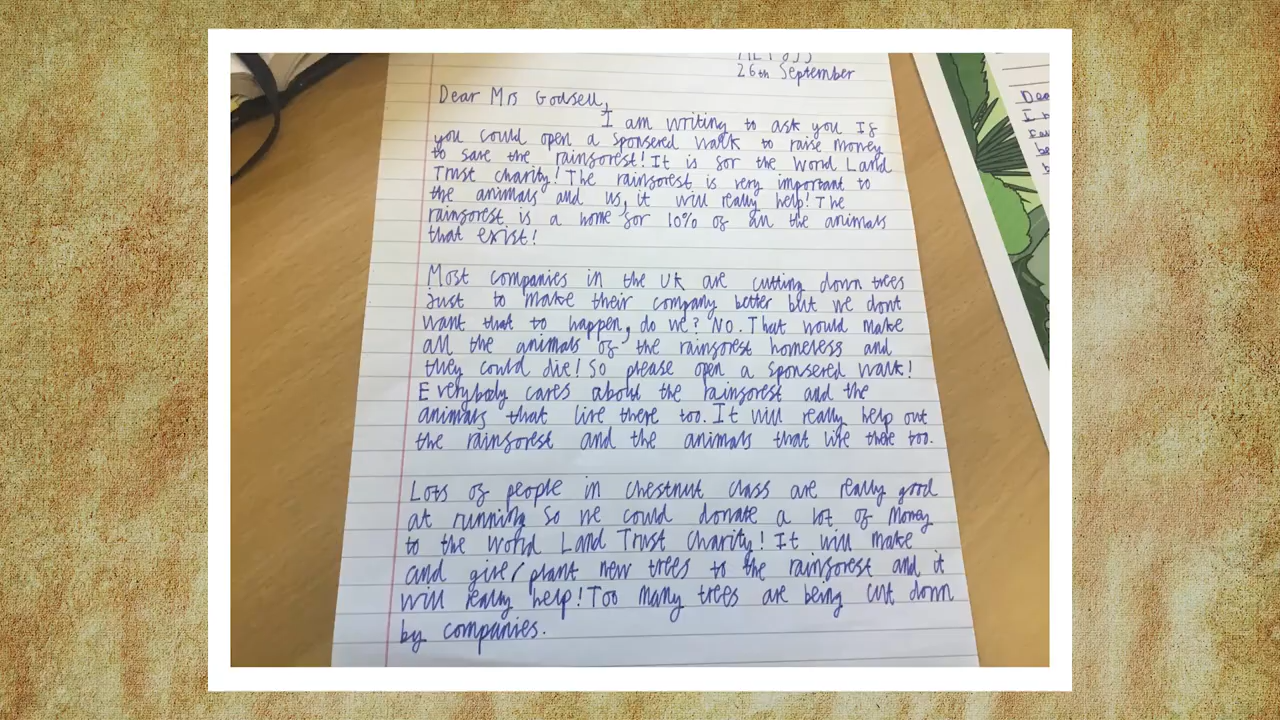 26th September
Dear Mrs Godsell,
I am writing to ask you if
you could open a sponsered walk to raise money
to save the rainforest! It is for the World Land
Trust charity! The rainforest is very important to
the animals and us, it will really help! The
rainforest is a home for 10% of all the animals
that exist!
Most companies in the UK are cutting down trees
just to make their company better but we dont
want that to happen, do we? NO. That would make
all the animals of the rainforest homeless and
they could die! So please open a sponsered walk!
Everybody cares about the rainforest and the
animals that live there too. It will really help out
the rainforest and the animals that live there too.
Lots of people in Chestnut class are really good
at running so we could donate a lot of money
to the World Land Trust Charity! It will make
and give/plant new trees to the rainforest and it
will really help! Too many trees are being cut down
by companies.